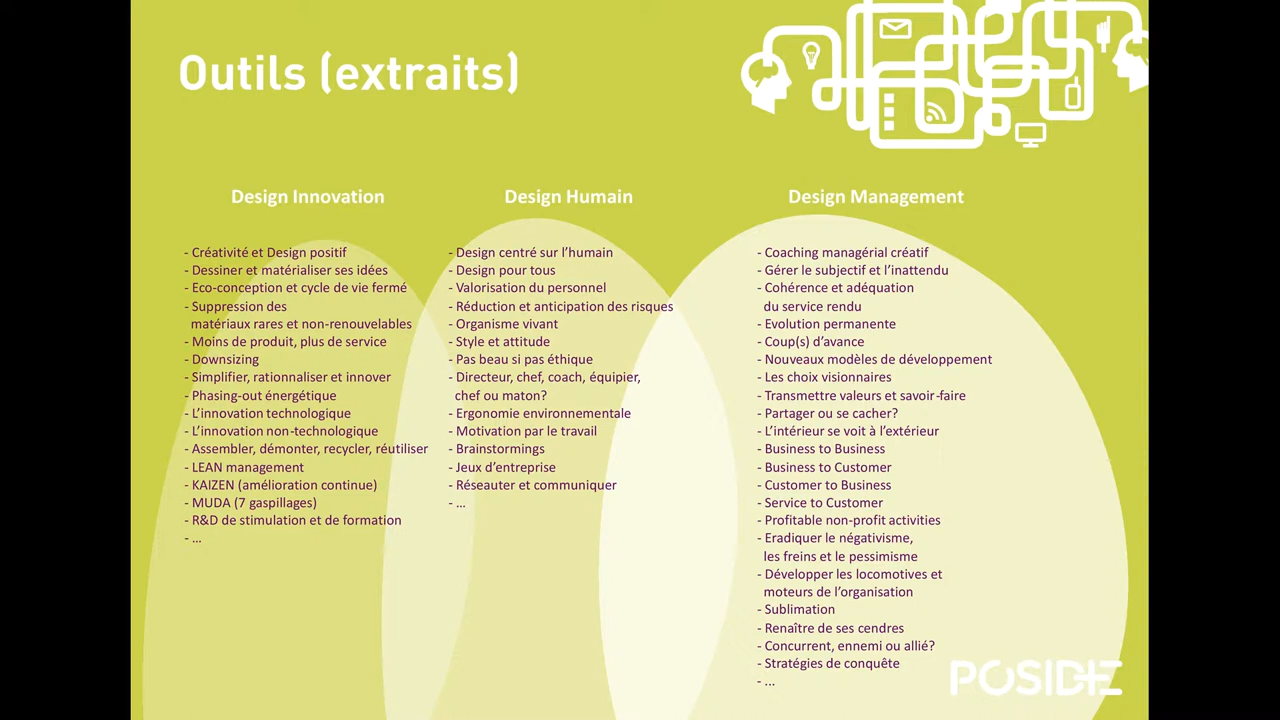 Outils (extraits)
Design Innovation
- Créativité et Design positif
- Dessiner et matérialiser ses idées
- Eco-conception et cycle de vie fermé
- Suppression des
matériaux rares et non-renouvelables
- Moins de produit, plus de service
- Downsizing
- Simplifier, rationnaliser et innover
- Phasing-out énergétique
- L’innovation technologique
- L’innovation non-technologique
- Assembler, démonter, recycler, réutiliser
- LEAN management
- KAIZEN (amélioration continue)
- MUDA (7 gaspillages)
- R&D de stimulation et de formation
- …
Design Humain
- Design centré sur l’humain
- Design pour tous
- Valorisation du personnel
- Réduction et anticipation des risques
- Organisme vivant
- Style et attitude
- Pas beau si pas éthique
- Directeur, chef, coach, équipier,
chef ou maton?
- Ergonomie environnementale
- Motivation par le travail
- Brainstormings
- Jeux d’entreprise
- Réseauter et communiquer
- …
Design Management
- Coaching managérial créatif
- Gérer le subjectif et l’inattendu
- Cohérence et adéquation
du service rendu
- Evolution permanente
- Coup(s) d’avance
- Nouveaux modèles de développement
- Les choix visionnaires
- Transmettre valeurs et savoir-faire
- Partager ou se cacher?
- L’intérieur se voit à l’extérieur
- Business to Business
- Business to Customer
- Customer to Business
- Service to Customer
- Profitable non-profit activities
- Eradiquer le négativisme,
les freins et le pessimisme
- Développer les locomotives et
moteurs de l’organisation
- Sublimation
- Renaître de ses cendres
- Concurrent, ennemi ou allié?
- Stratégies de conquête
- ...
POSIDE